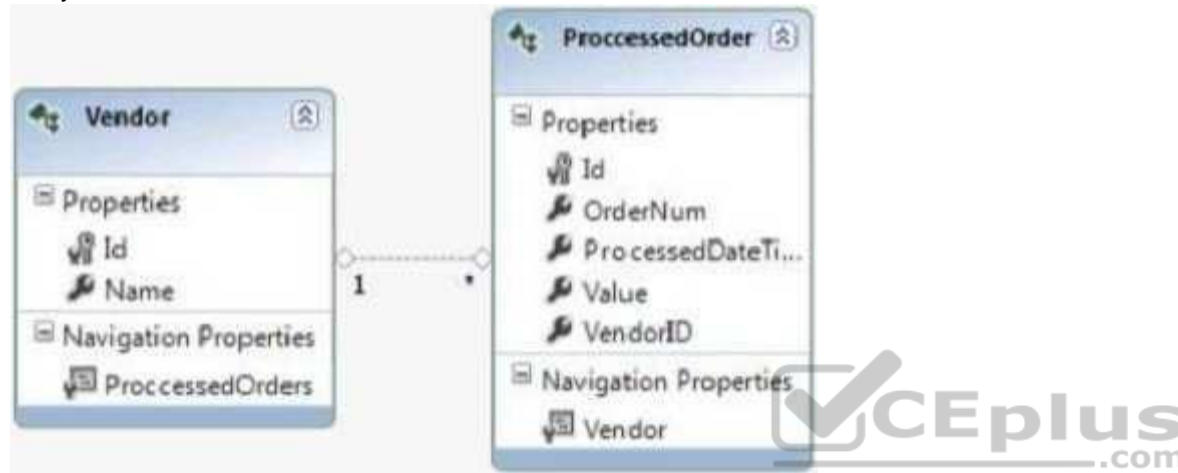 Vendor
Properties
Id
Name
Navigation Properties
ProccessedOrders
1
*
ProccessedOrder
Properties
Id
OrderNum
ProcessedDateTi...
Value
VendorID
Navigation Properties
Vendor
CEplus
.com